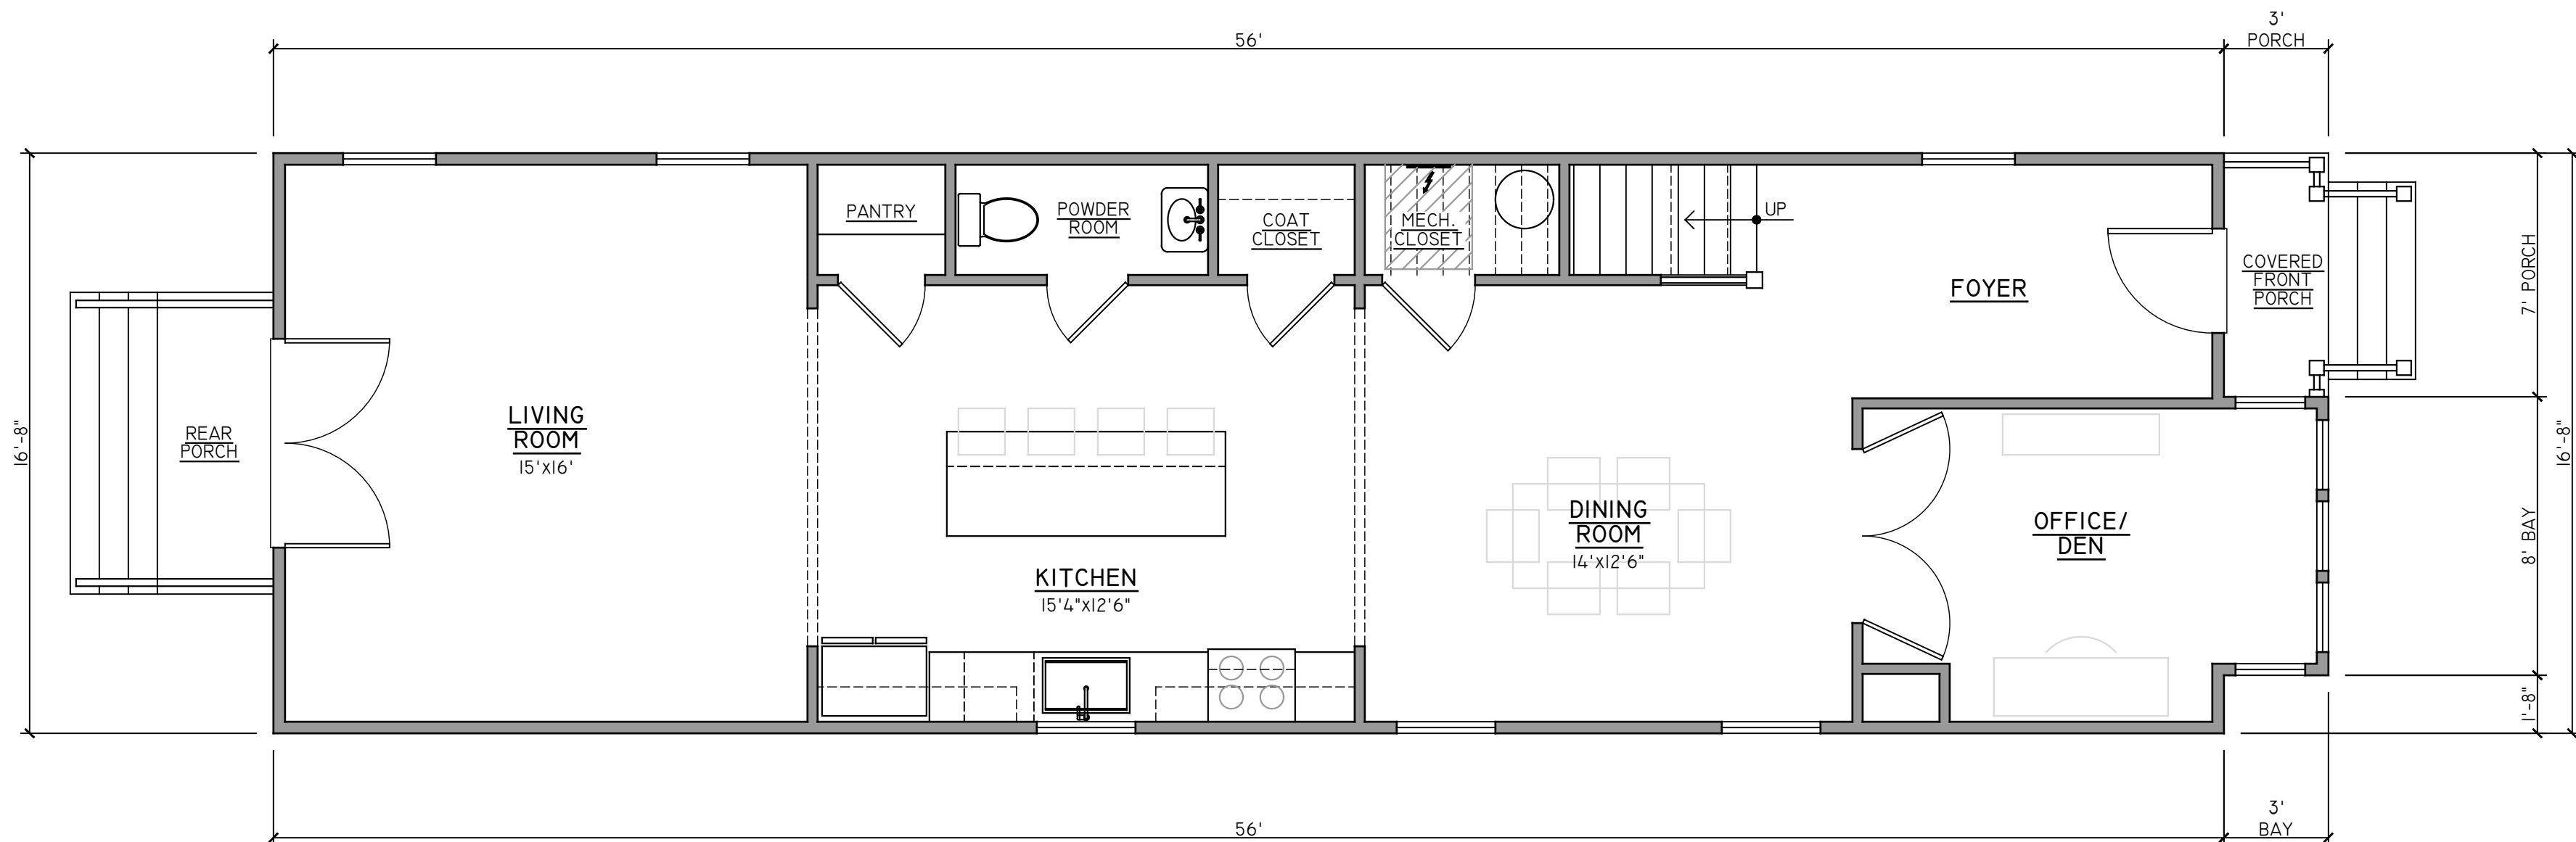 3'
PORCH
56'
PANTRY
POWDER
ROOM
COAT
CLOSET
MECH.
CLOSET
UP
FOYER
COVERED
FRONT
PORCH
7' PORCH
16'-8"
REAR
PORCH
LIVING
ROOM
15'x16'
KITCHEN
15'4"x12'6"
DINING
ROOM
14'x12'6"
OFFICE/
DEN
8' BAY
16'-8"
1'-8"
56'
3'
BAY